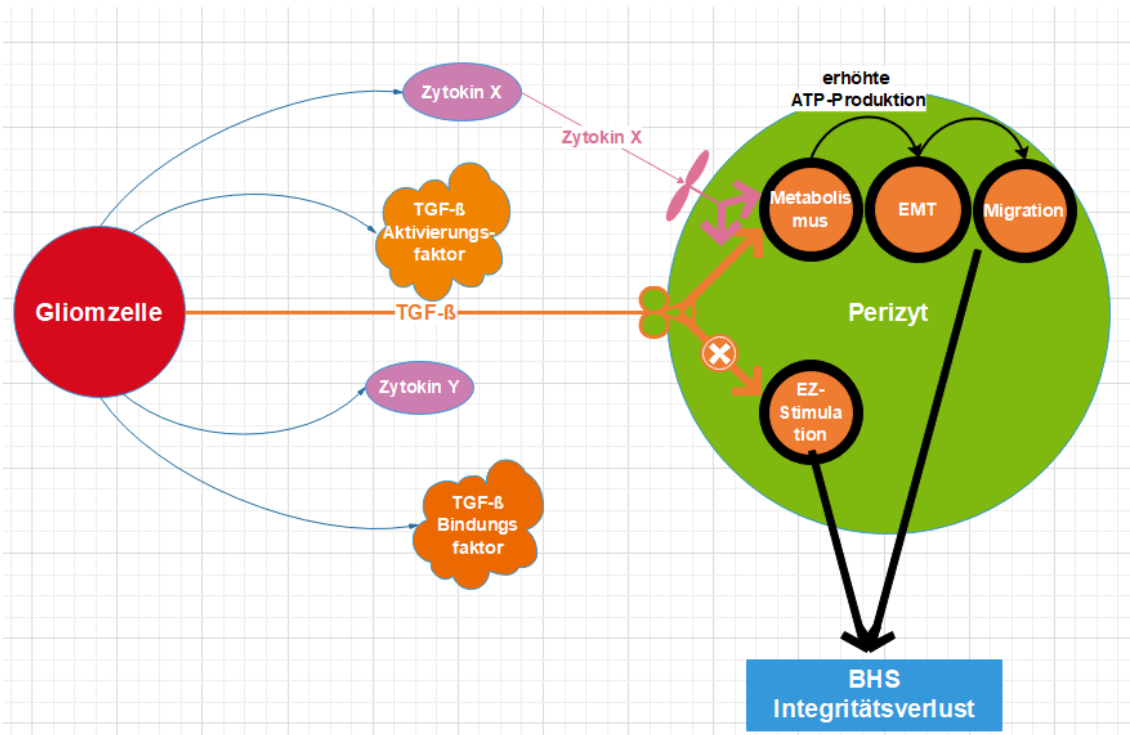 erhöhte
ATP-Produktion
Zytokin X
Zytokin X
TGF-ß
Aktivierungs-
faktor
Metabolis
mus
EMT
Migration
Gliomzelle
TGF-ß
Perizyt
Zytokin Y
EZ-
Stimula
tion
TGF-ß
Bindungs
faktor
BHS
Integritätsverlust